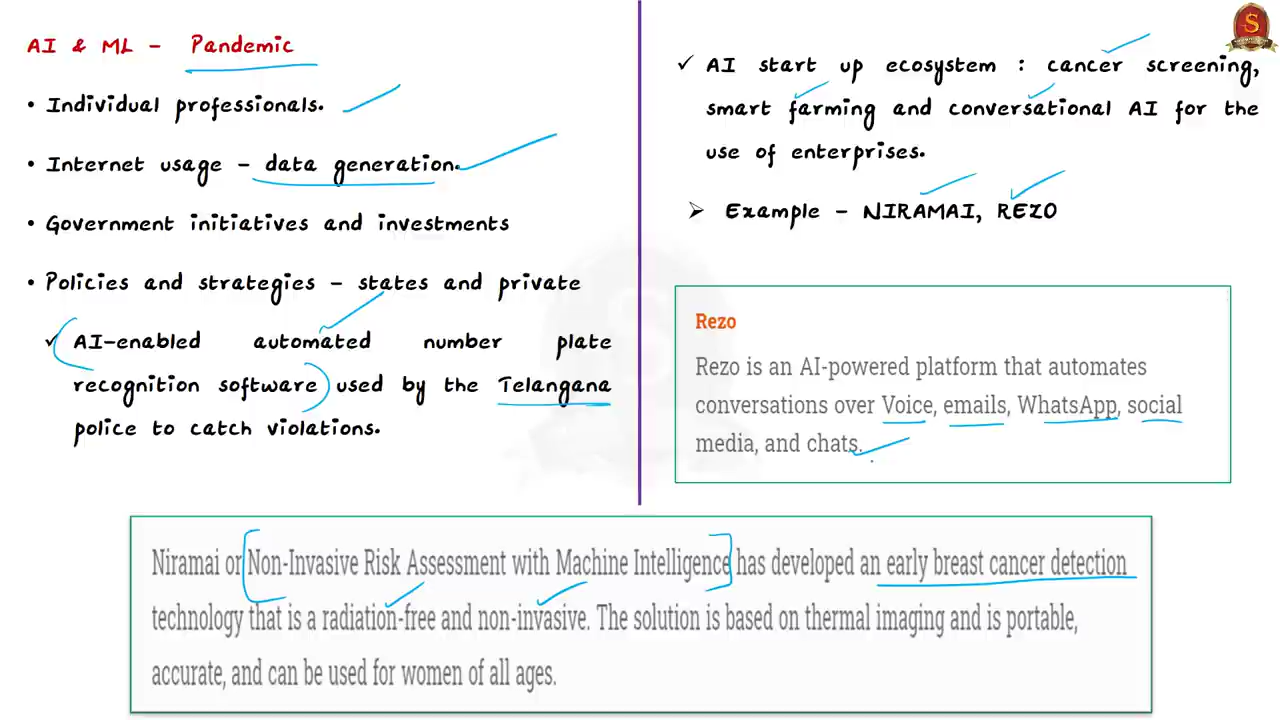 AI & ML - Pandemic
• Individual professionals.
• Internet usage - data generation.
• Government initiatives and investments
• Policies and strategies - states and private
✓ AI-enabled automated number plate
recognition software used by the Telangana
police to catch violations.
✓ AI start up ecosystem : cancer screening,
smart farming and conversational AI for the
use of enterprises.
➢ Example - NIRAMAI, REZO
Rezo
Rezo is an AI-powered platform that automates
conversations over Voice, emails, WhatsApp, social
media, and chats.
Niramai or Non-Invasive Risk Assessment with Machine Intelligence has developed an early breast cancer detection
technology that is a radiation-free and non-invasive. The solution is based on thermal imaging and is portable,
accurate, and can be used for women of all ages.